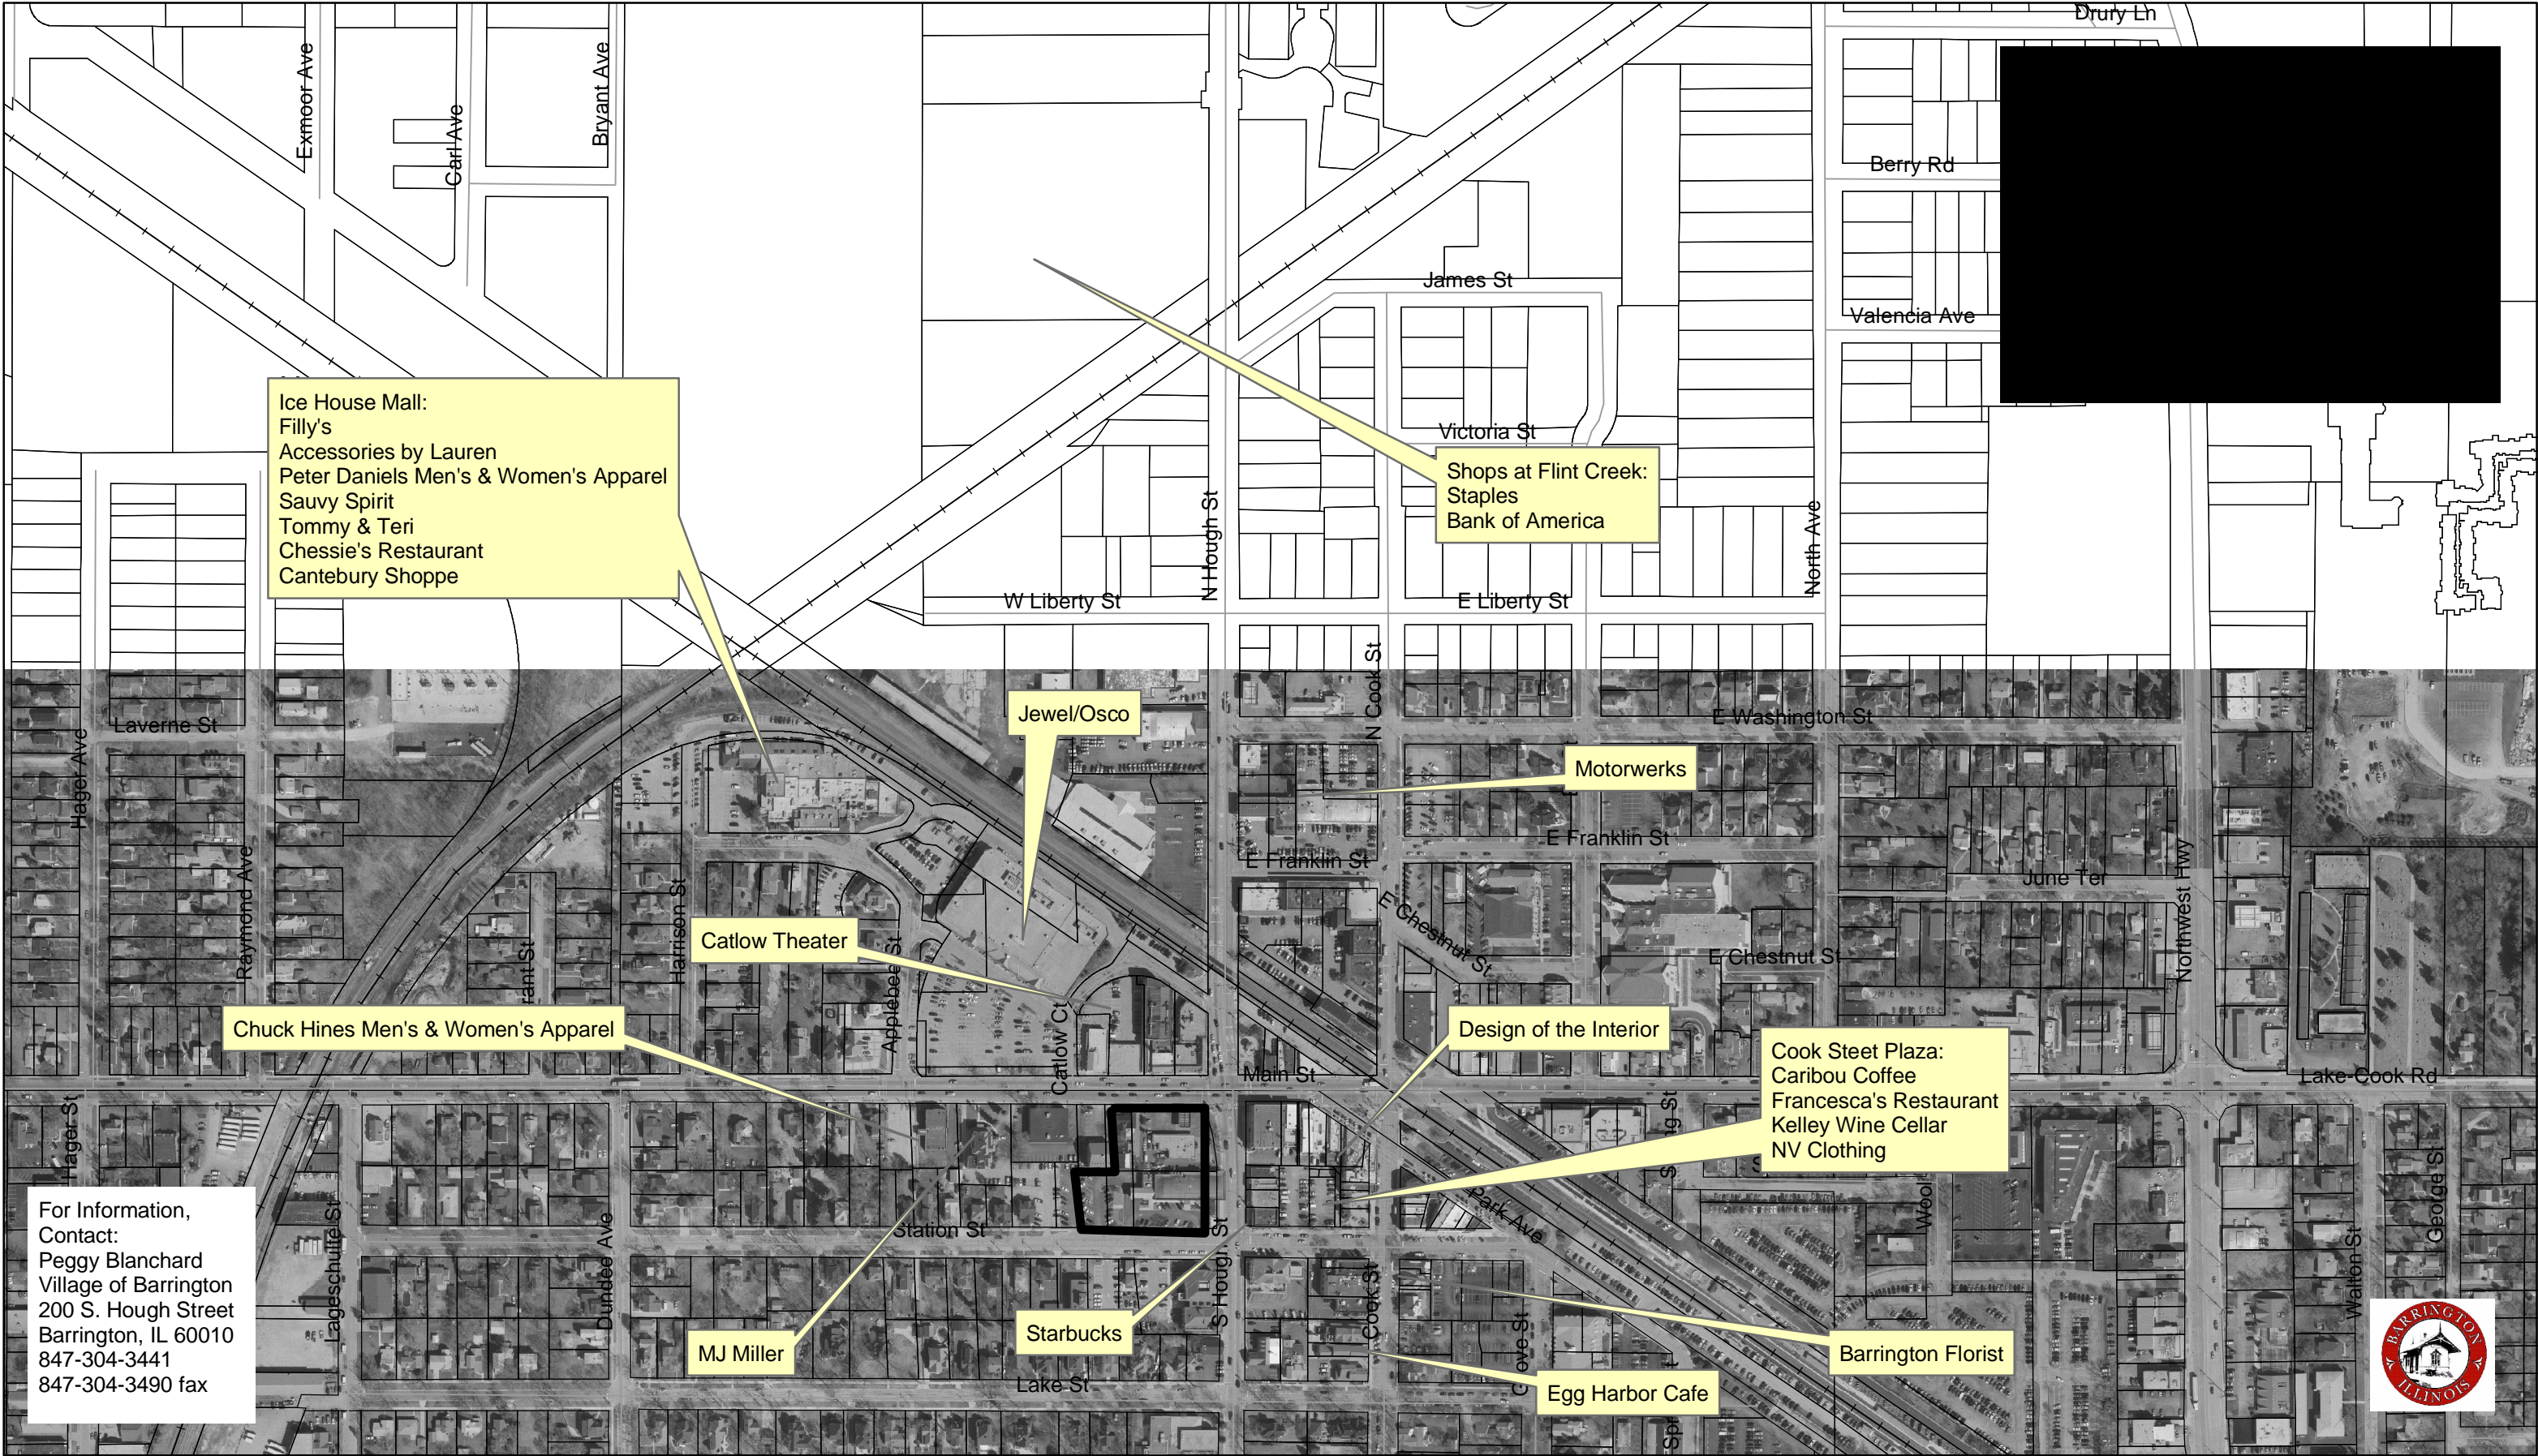 Drury Ln
Exmoor Ave
Bryant Ave
Carl Ave
Berry Rd
James St
Valencia Ave
Ice House Mall:
Filly's
Accessories by Lauren
Peter Daniels Men's & Women's Apparel
Sauvy Spirit
Tommy & Teri
Chessie's Restaurant
Cantebury Shoppe
Victoria St
Shops at Flint Creek:
Staples
Bank of America
N Hough St
North Ave
W Liberty St
E Liberty St
N Cook St
Jewel/Osco
Laverne St
E Washington St
Hager Ave
Motorwerks
E Franklin St
E Franklin St
June Ter
Raymond Ave
Harrison St
Northwest Hwy
Catlow Theater
Applebee St
E Chestnut St
E Chestnut St
rant St
Chuck Hines Men's & Women's Apparel
Catlow Ct
Design of the Interior
Main St
Cook Steet Plaza:
Caribou Coffee
Francesca's Restaurant
Kelley Wine Cellar
NV Clothing
Lake-Cook Rd
Hager St
George St
Park Ave
Wool
Station St
S Hough St
Lageschulte St
Dundee Ave
Walton St
For Information,
Contact:
Peggy Blanchard
Village of Barrington
200 S. Hough Street
Barrington, IL 60010
847-304-3441
847-304-3490 fax
MJ Miller
Starbucks
Cook St
Barrington Florist
Egg Harbor Cafe
Lake St
BARRINGTON
ILLINOIS